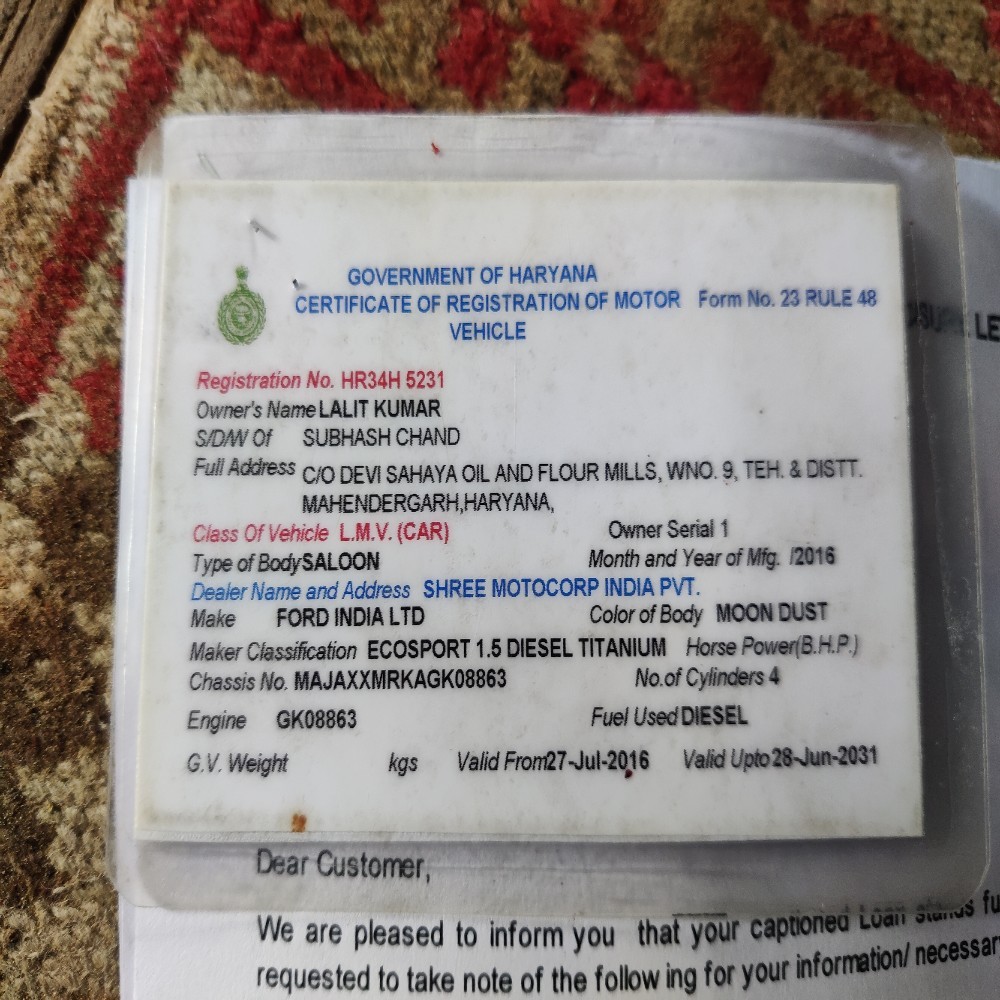 GOVERNMENT OF HARYANA
CERTIFICATE OF REGISTRATION OF MOTOR Form No. 23 RULE 48
VEHICLE
Registration No. HR34H 5231
Owner's Name LALIT KUMAR
S/D/W Of SUBHASH CHAND
Full Address C/O DEVI SAHAYA OIL AND FLOUR MILLS, WNO. 9, TEH. & DISTT.
MAHENDERGARH,HARYANA,
Class Of Vehicle L.M.V. (CAR) Owner Serial 1
Type of Body SALOON Month and Year of Mfg. /2016
Dealer Name and Address SHREE MOTOCORP INDIA PVT.
Make FORD INDIA LTD Color of Body MOON DUST
Maker Classification ECOSPORT 1.5 DIESEL TITANIUM Horse Power(B.H.P.)
Chassis No. MAJAXXMRKAGK08863 No.of Cylinders 4
Engine GK08863 Fuel Used DIESEL
G.V. Weight kgs Valid From 27-Jul-2016 Valid Upto 28-Jun-2031
Dear Customer,
We are pleased to inform you that your captioned Loan stands
requested to take note of the follow ing for your information/ necessary